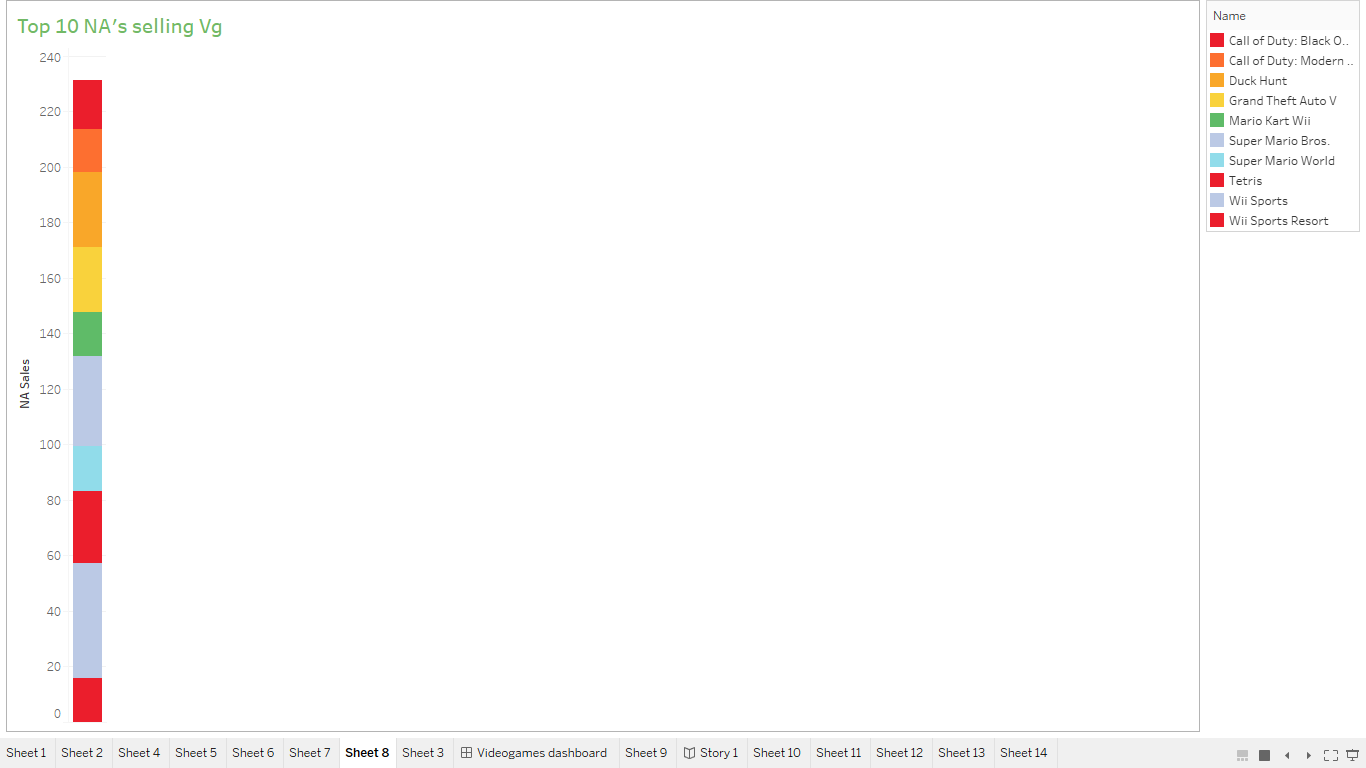 Top 10 NA’s selling Vg
240
220
200
180
160
140
120
100
80
60
40
20
0
NA Sales
Name
Call of Duty: Black O..
Call of Duty: Modern ..
Duck Hunt
Grand Theft Auto V
Mario Kart Wii
Super Mario Bros.
Super Mario World
Tetris
Wii Sports
Wii Sports Resort
Sheet 1 Sheet 2 Sheet 4 Sheet 5 Sheet 6 Sheet 7 Sheet 8 Sheet 3 Videogames dashboard Sheet 9 Story 1 Sheet 10 Sheet 11 Sheet 12 Sheet 13 Sheet 14